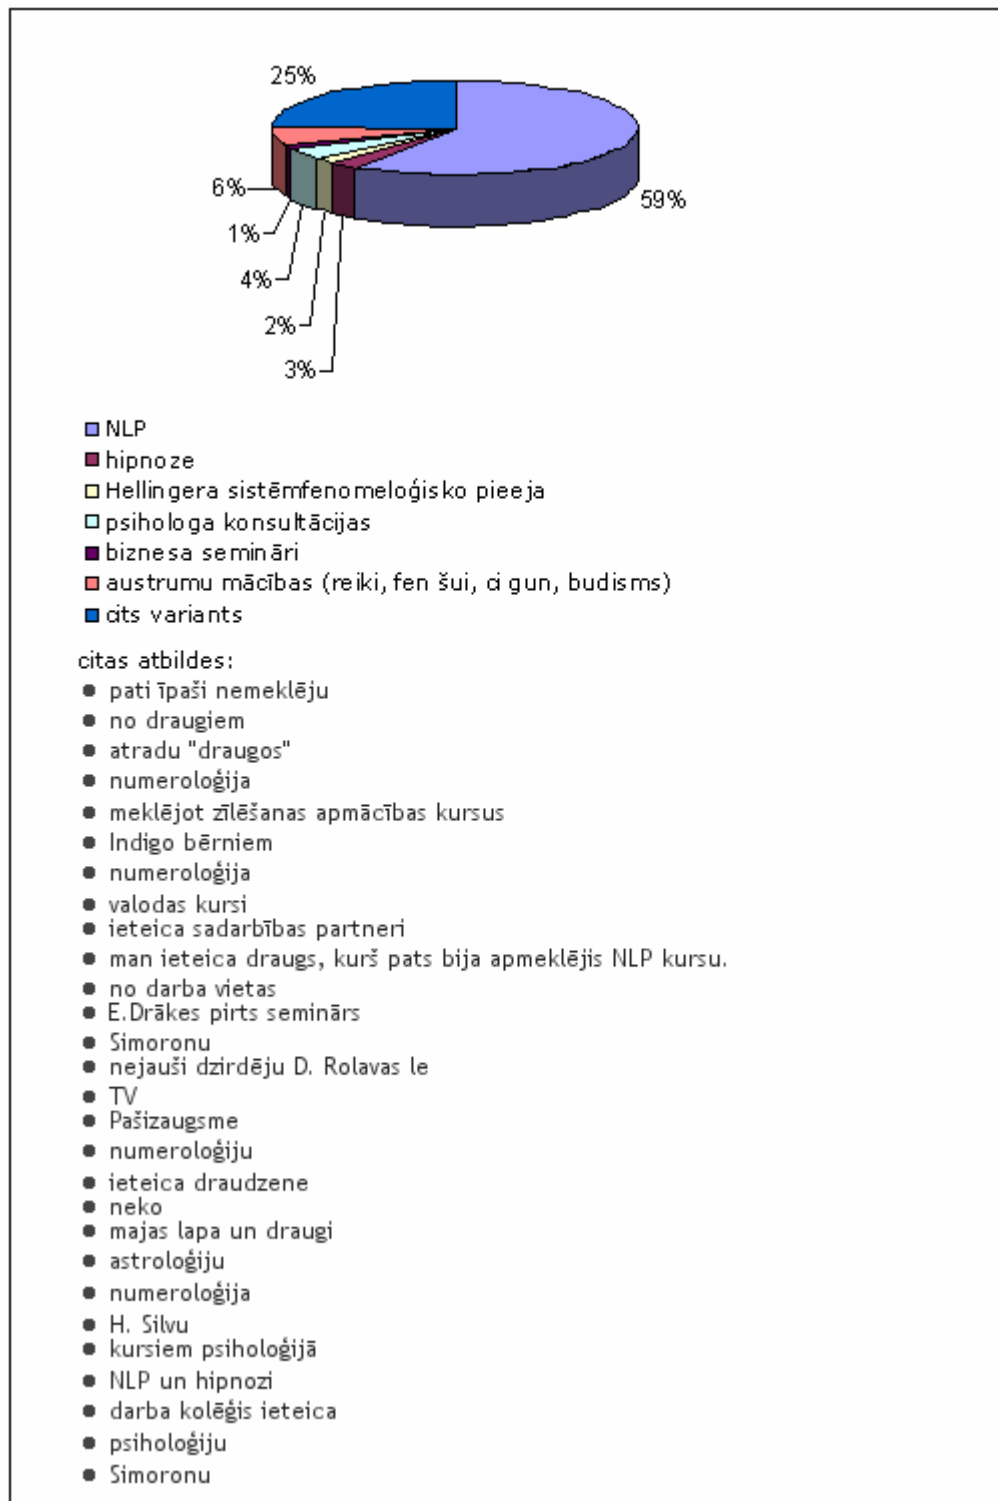 25%
59%
6%
1%
4%
2%
3%
NLP
hipnoze
Hellingera sistēmfenomeloģisko pieeja
psihologa konsultācijas
biznesa semināri
austrumu mācības (reiki, fen šui, ci gun, budisms)
cits variants
citas atbildes:
● pati īpaši nemeklēju
● no draugiem
● atradu "draugos"
● numeroloģija
● meklējot zīlēšanas apmācības kursus
● Indigo bērniem
● numeroloģija
● valodas kursi
● ieteica sadarbības partneri
● man ieteica draugs, kurš pats bija apmeklējis NLP kursu.
● no darba vietas
● E.Drākes pirts seminārs
● Simoronu
● nejauši dzirdēju D. Rolavas le
● TV
● Pašizaugsme
● numeroloģiju
● ieteica draudzene
● neko
● majas lapa un draugi
● astroloģiju
● numeroloģija
● H. Silvu
● kursiem psiholoģijā
● NLP un hipnozi
● darba kolēģis ieteica
● psiholoģiju
● Simoronu